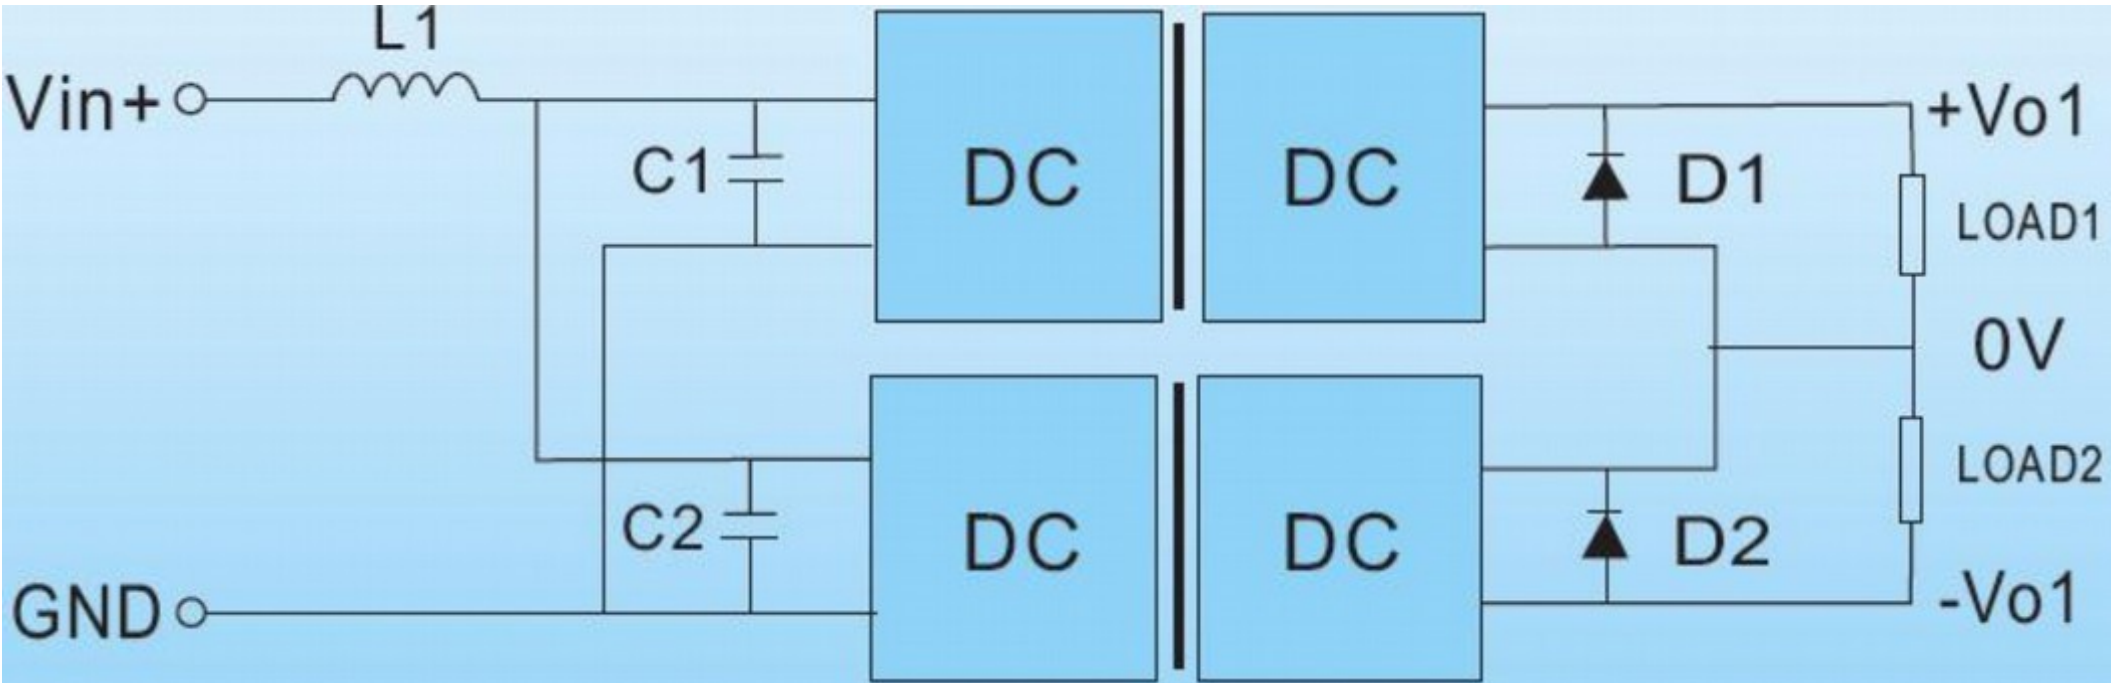 L1
Vin+
C1
DC
DC
D1
+Vo1
LOAD1
0V
C2
DC
DC
D2
LOAD2
GND
-Vo1